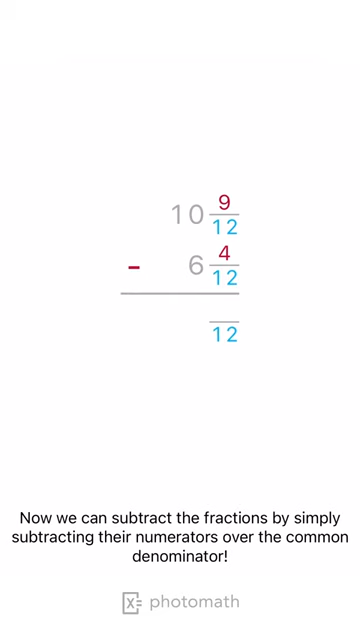 10 9/12
- 6 4/12
/12
Now we can subtract the fractions by simply
subtracting their numerators over the common
denominator!
photomath